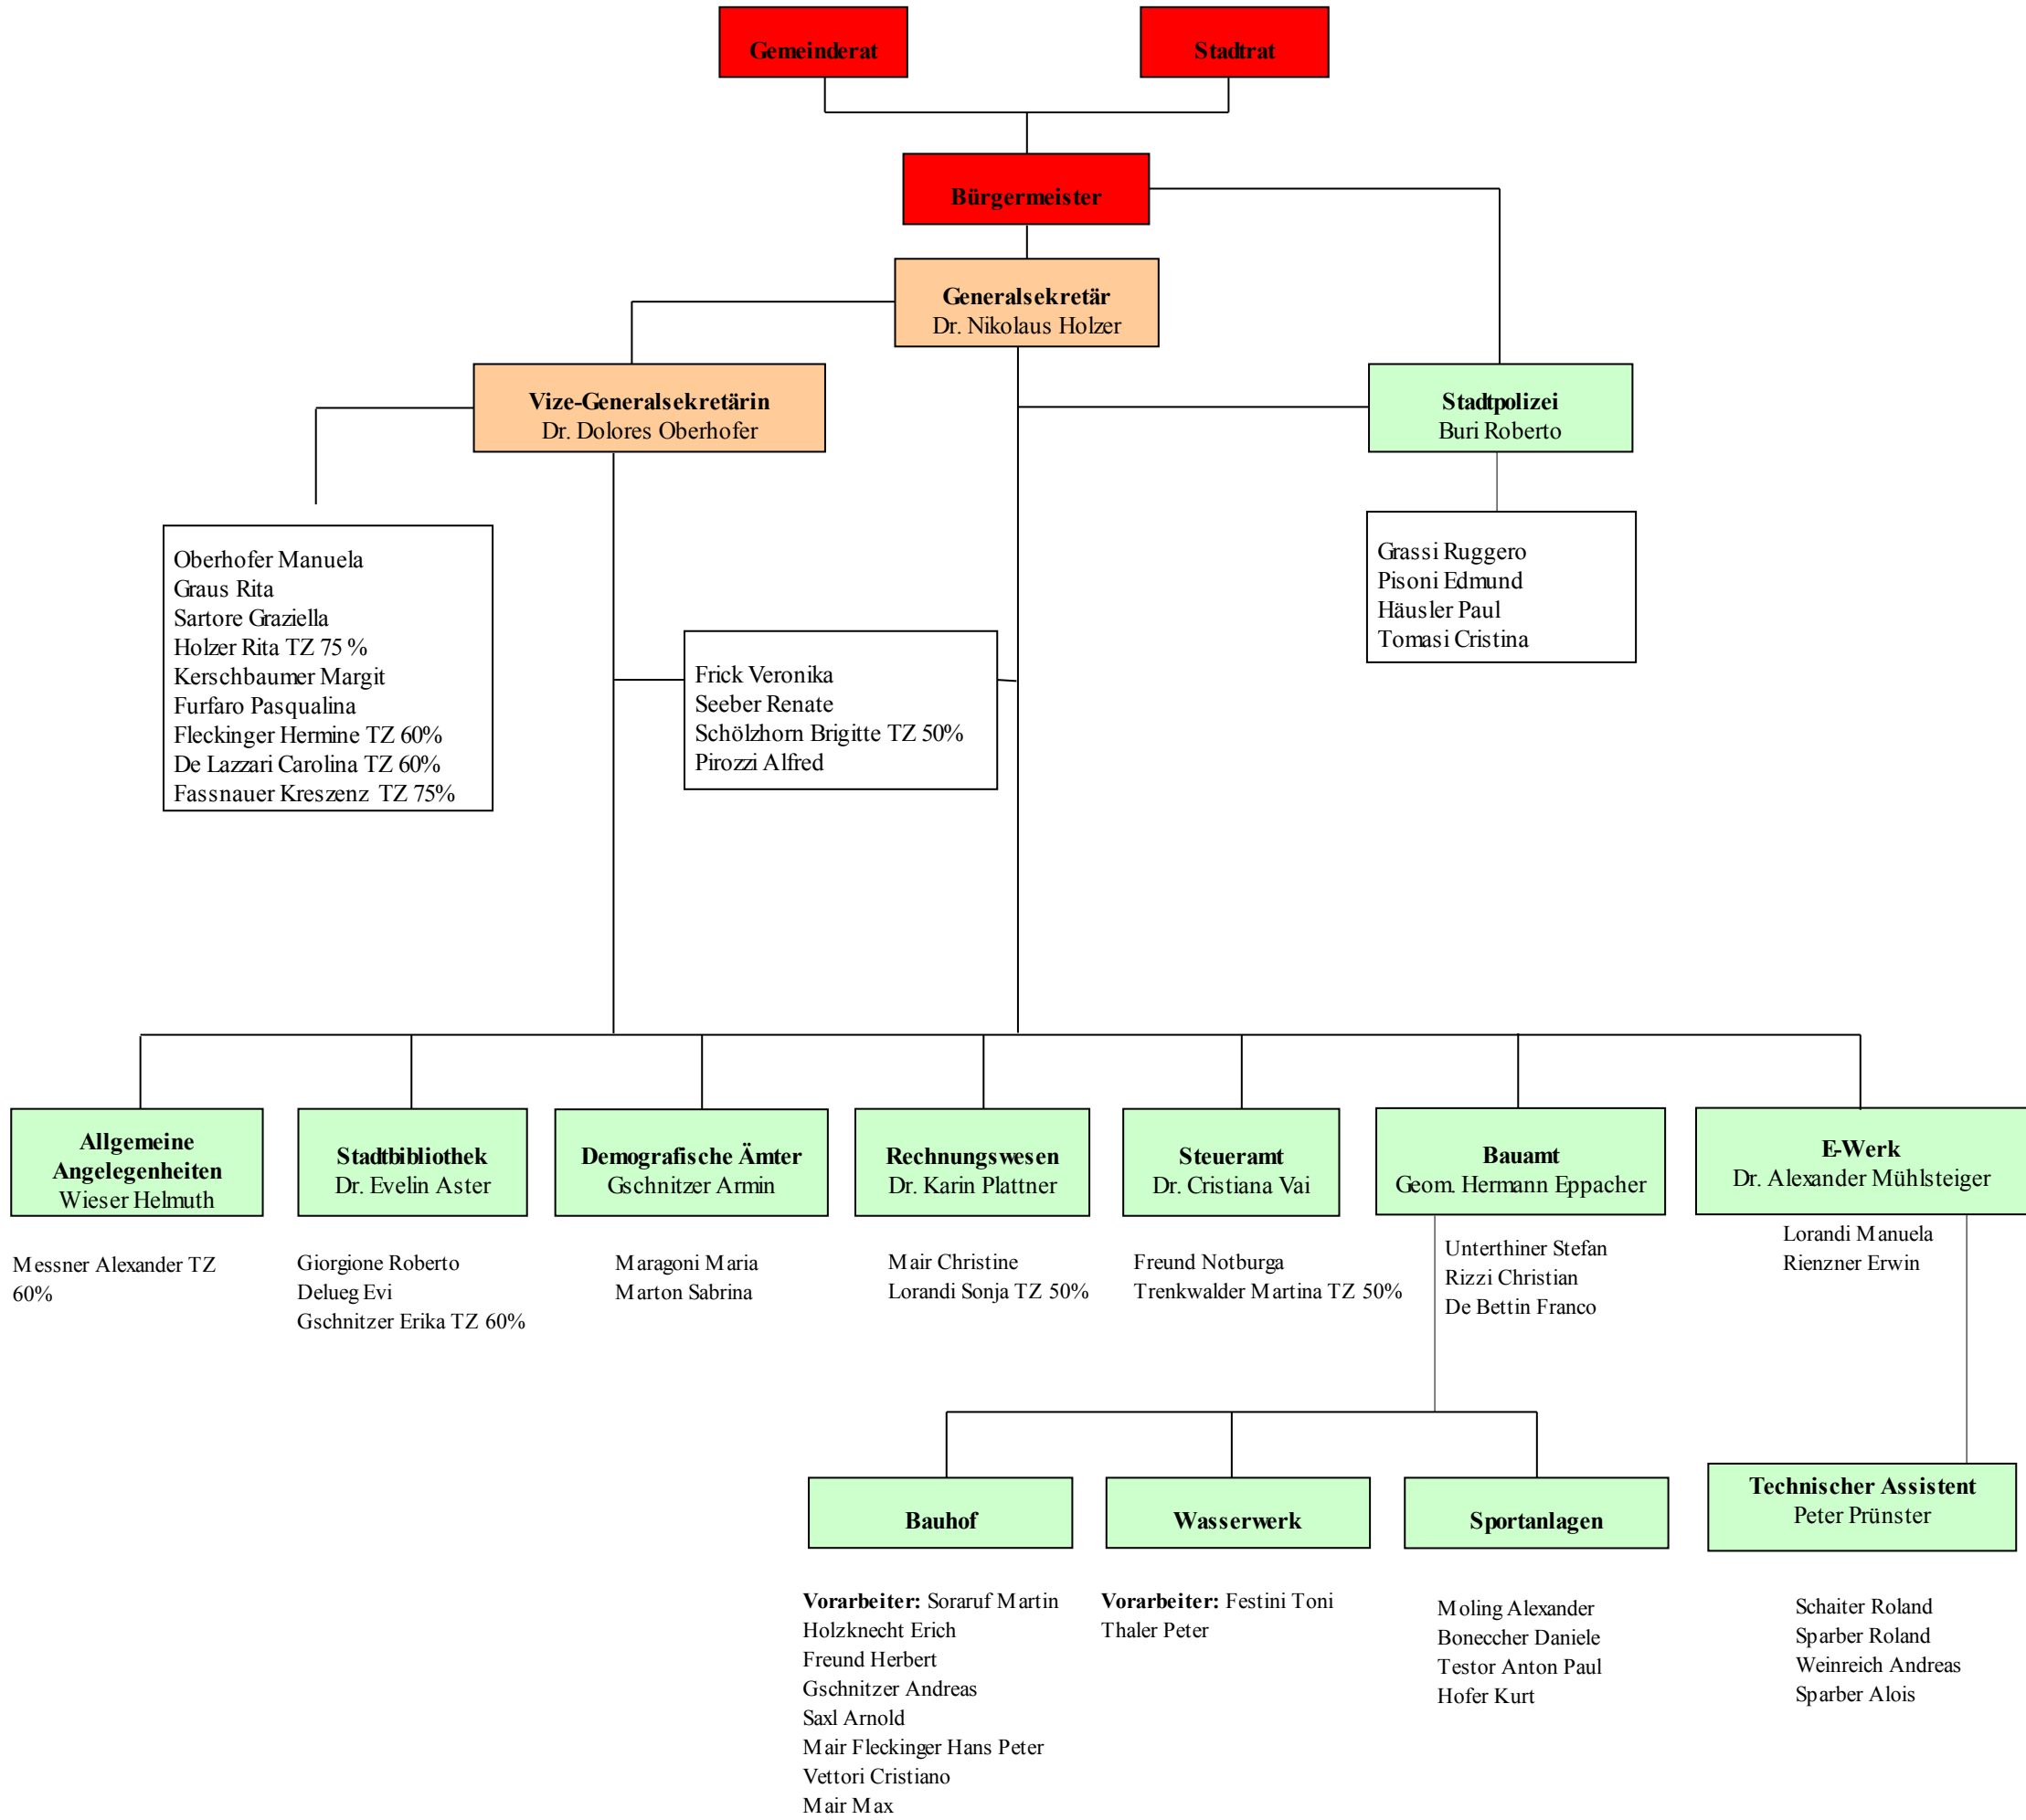 Gemeinderat
Stadtrat
Bürgermeister
Generalsekretär
Dr. Nikolaus Holzer
Vize-Generalsekretärin
Dr. Dolores Oberhofer
Stadtpolizei
Buri Roberto
Oberhofer Manuela
Graus Rita
Sartore Graziella
Holzer Rita TZ 75 %
Kerschbaumer Margit
Furfaro Pasqualina
Fleckinger Hermine TZ 60%
De Lazzari Carolina TZ 60%
Fassnauer Kreszenz TZ 75%
Frick Veronika
Seeber Renate
Schölzhorn Brigitte TZ 50%
Pirozzi Alfred
Grassi Ruggero
Pisoni Edmund
Häusler Paul
Tomasi Cristina
Allgemeine
Angelegenheiten
Wieser Helmuth
Messner Alexander TZ
60%
Stadtbibliothek
Dr. Evelin Aster
Giorgione Roberto
Delueg Evi
Gschnitzer Erika TZ 60%
Demografische Ämter
Gschnitzer Armin
Maragoni Maria
Marton Sabrina
Rechnungswesen
Dr. Karin Plattner
Mair Christine
Lorandi Sonja TZ 50%
Steueramt
Dr. Cristiana Vai
Freund Notburga
Trenkwalder Martina TZ 50%
Bauamt
Geom. Hermann Eppacher
Unterthiner Stefan
Rizzi Christian
De Bettin Franco
E-Werk
Dr. Alexander Mühlsteiger
Lorandi Manuela
Rienzner Erwin
Bauhof
Vorarbeiter: Soraruf Martin
Holzknecht Erich
Freund Herbert
Gschnitzer Andreas
Saxl Arnold
Mair Fleckinger Hans Peter
Vettori Cristiano
Mair Max
Wasserwerk
Vorarbeiter: Festini Toni
Thaler Peter
Sportanlagen
Moling Alexander
Boneccher Daniele
Testor Anton Paul
Hofer Kurt
Technischer Assistent
Peter Prünster
Schaiter Roland
Sparber Roland
Weinreich Andreas
Sparber Alois